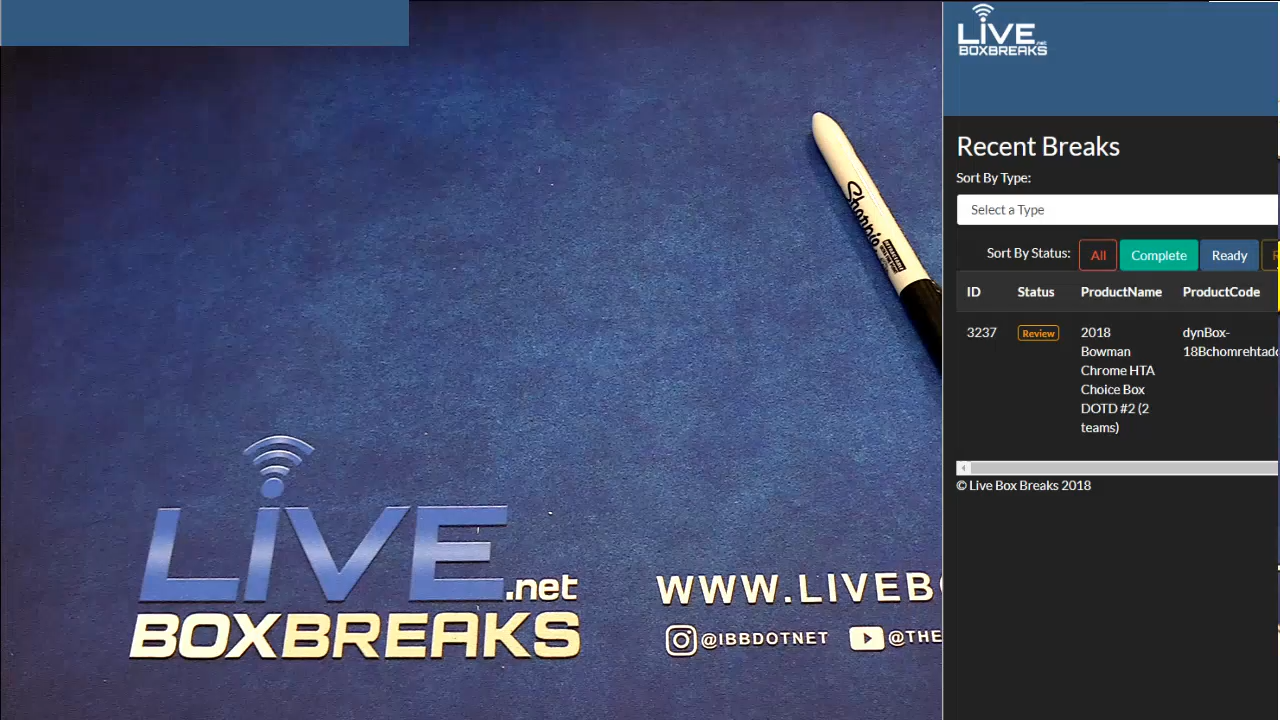 LIVE.net
BOXBREAKS
Recent Breaks
Sort By Type:
Select a Type
Sort By Status: All Complete Ready
ID Status ProductName ProductCode
3237 Review 2018 dynBox-
Bowman 18Bchomrehtado
Chrome HTA
Choice Box
DOTD #2 (2
teams)
© Live Box Breaks 2018
Sharpie
LIVE.net
BOXBREAKS
WWW.LIVEBO
@IBBDOTNET @THE